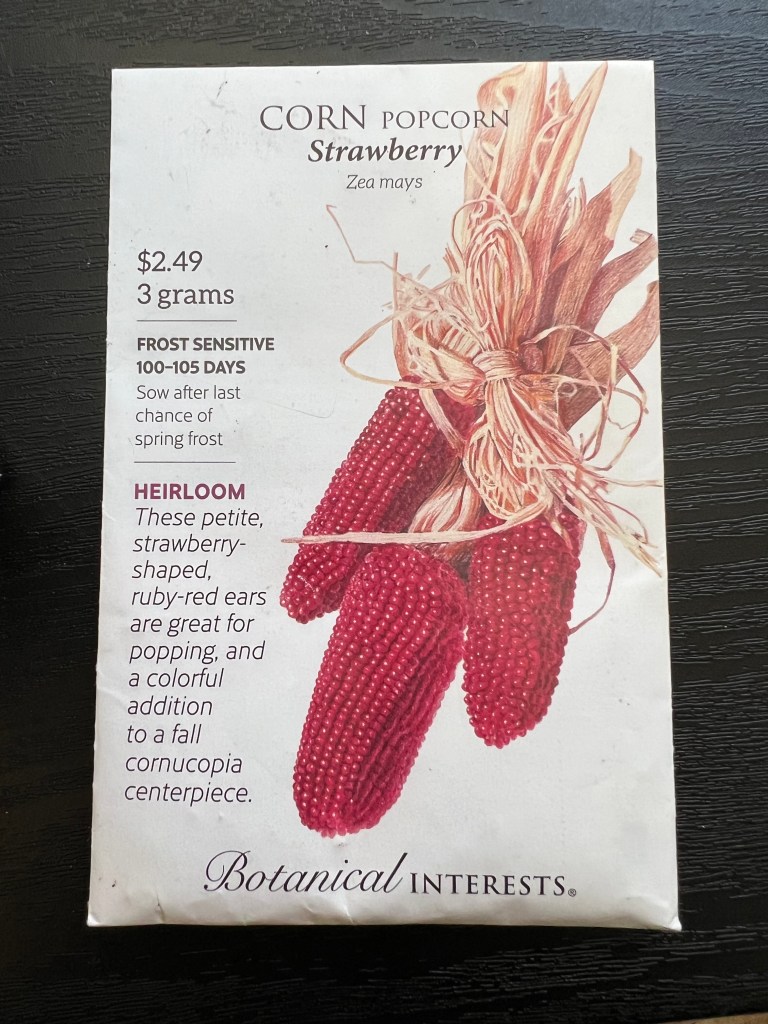 CORN POPCORN
Strawberry
Zea mays
$2.49
3 grams
FROST SENSITIVE
100–105 DAYS
Sow after last
chance of
spring frost
HEIRLOOM
These petite,
strawberry-
shaped,
ruby-red ears
are great for
popping, and
a colorful
addition
to a fall
cornucopia
centerpiece.
Botanical INTERESTS®